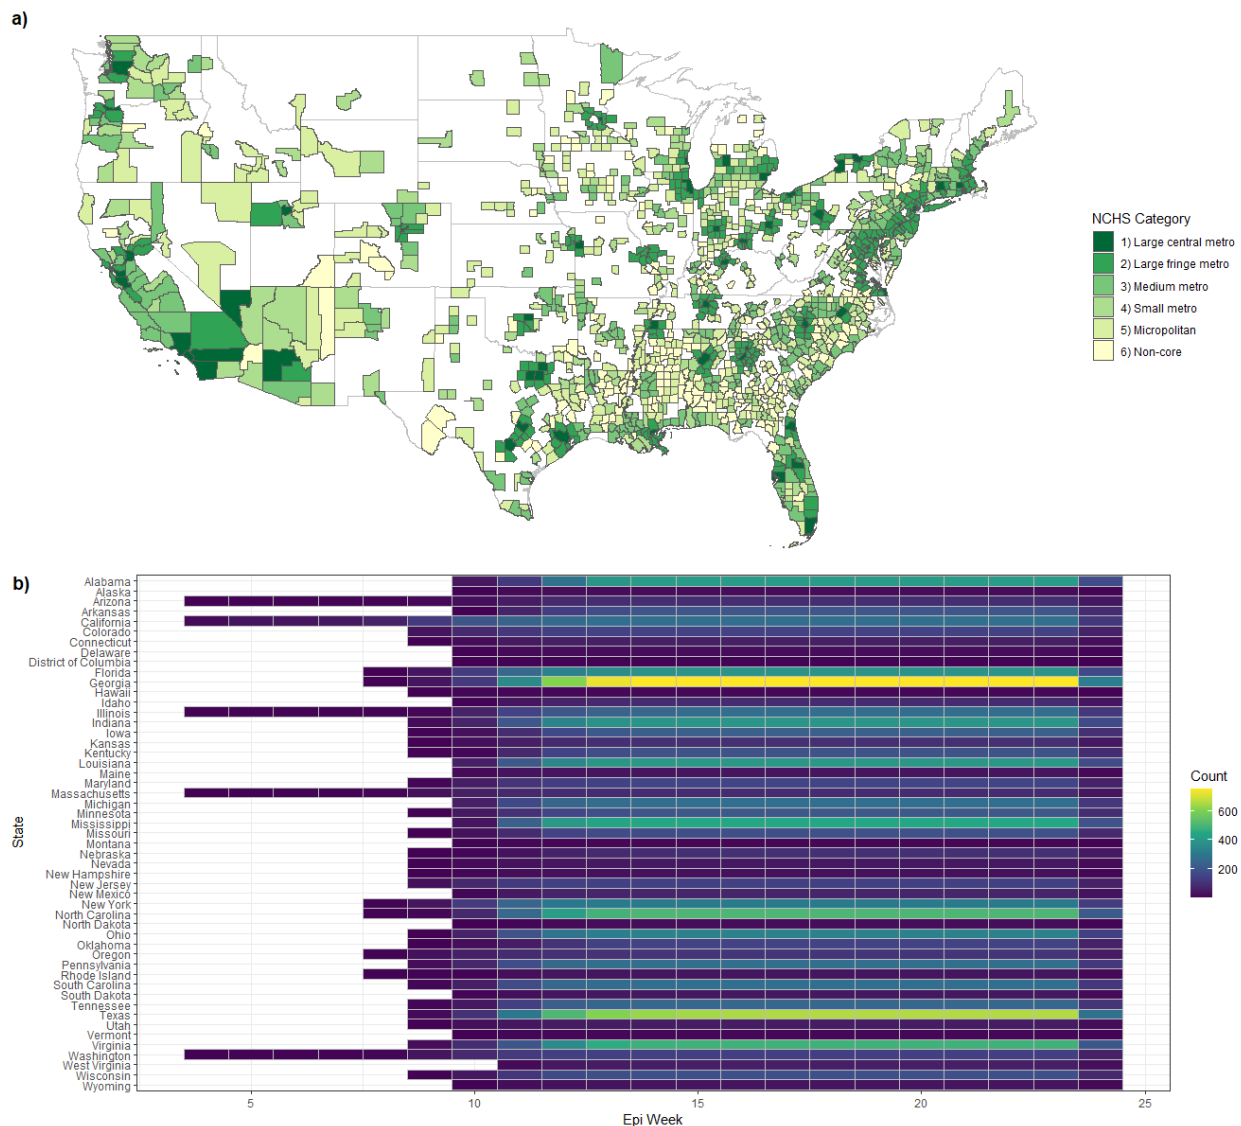 a)
NCHS Category
1) Large central metro
2) Large fringe metro
3) Medium metro
4) Small metro
5) Micropolitan
6) Non-core
b)
State
Alabama
Alaska
Arizona
Arkansas
California
Colorado
Connecticut
Delaware
District of Columbia
Florida
Georgia
Hawaii
Idaho
Illinois
Indiana
Iowa
Kansas
Kentucky
Louisiana
Maine
Maryland
Massachusetts
Michigan
Minnesota
Mississippi
Missouri
Montana
Nebraska
Nevada
New Hampshire
New Jersey
New Mexico
New York
North Carolina
North Dakota
Ohio
Oklahoma
Oregon
Pennsylvania
Rhode Island
South Carolina
South Dakota
Tennessee
Texas
Utah
Vermont
Virginia
Washington
West Virginia
Wisconsin
Wyoming
5 10 15 20 25
Epi Week
Count
600
400
200